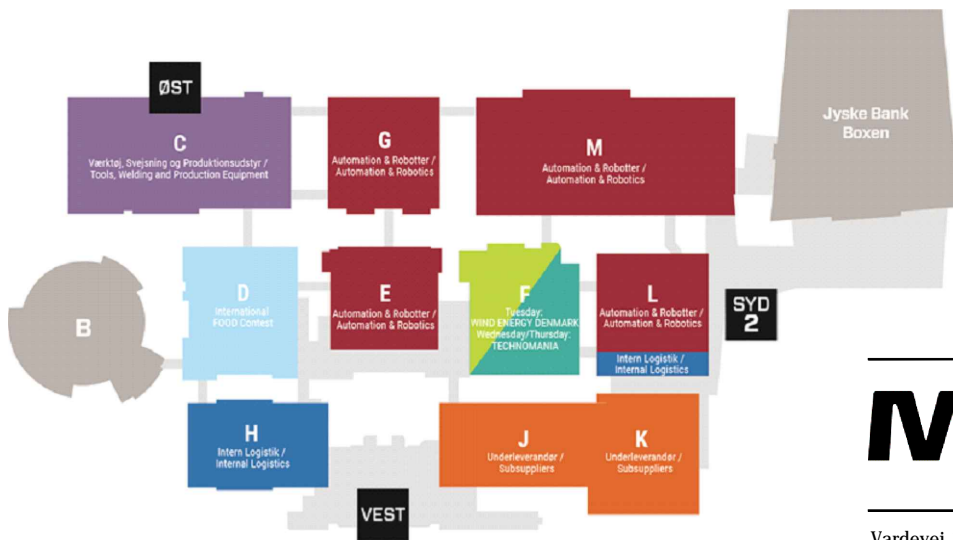 ØST
C
Værktøj, Svejsning og Produktionsudstyr /
Tools, Welding and Production Equipment
G
Automation & Robotter /
Automation & Robotics
M
Automation & Robotter /
Automation & Robotics
Jyske Bank
Boxen
B
D
International
FOOD Contest
E
Automation & Robotter /
Automation & Robotics
F
Tuesday:
WIND ENERGY DENMARK
Wednesday/Thursday:
TECHNOMANIA
L
Automation & Robotter /
Automation & Robotics
Intern Logistik /
Internal Logistics
SYD
2
H
Intern Logistik /
Internal Logistics
J
Underleverandør /
Subsuppliers
K
Underleverandør /
Subsuppliers
VEST
Vardevej